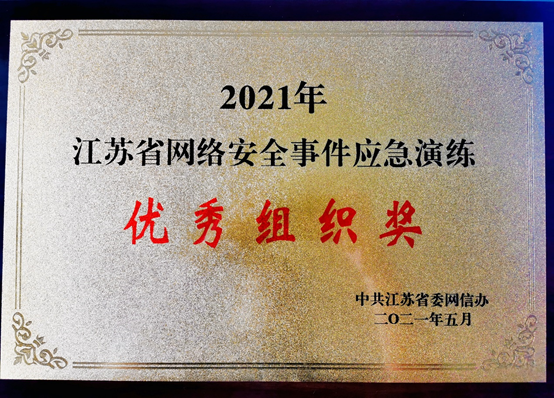 2021年
江苏省网络安全事件应急演练
优秀组织奖
中共江苏省委网信办
二〇二一年五月